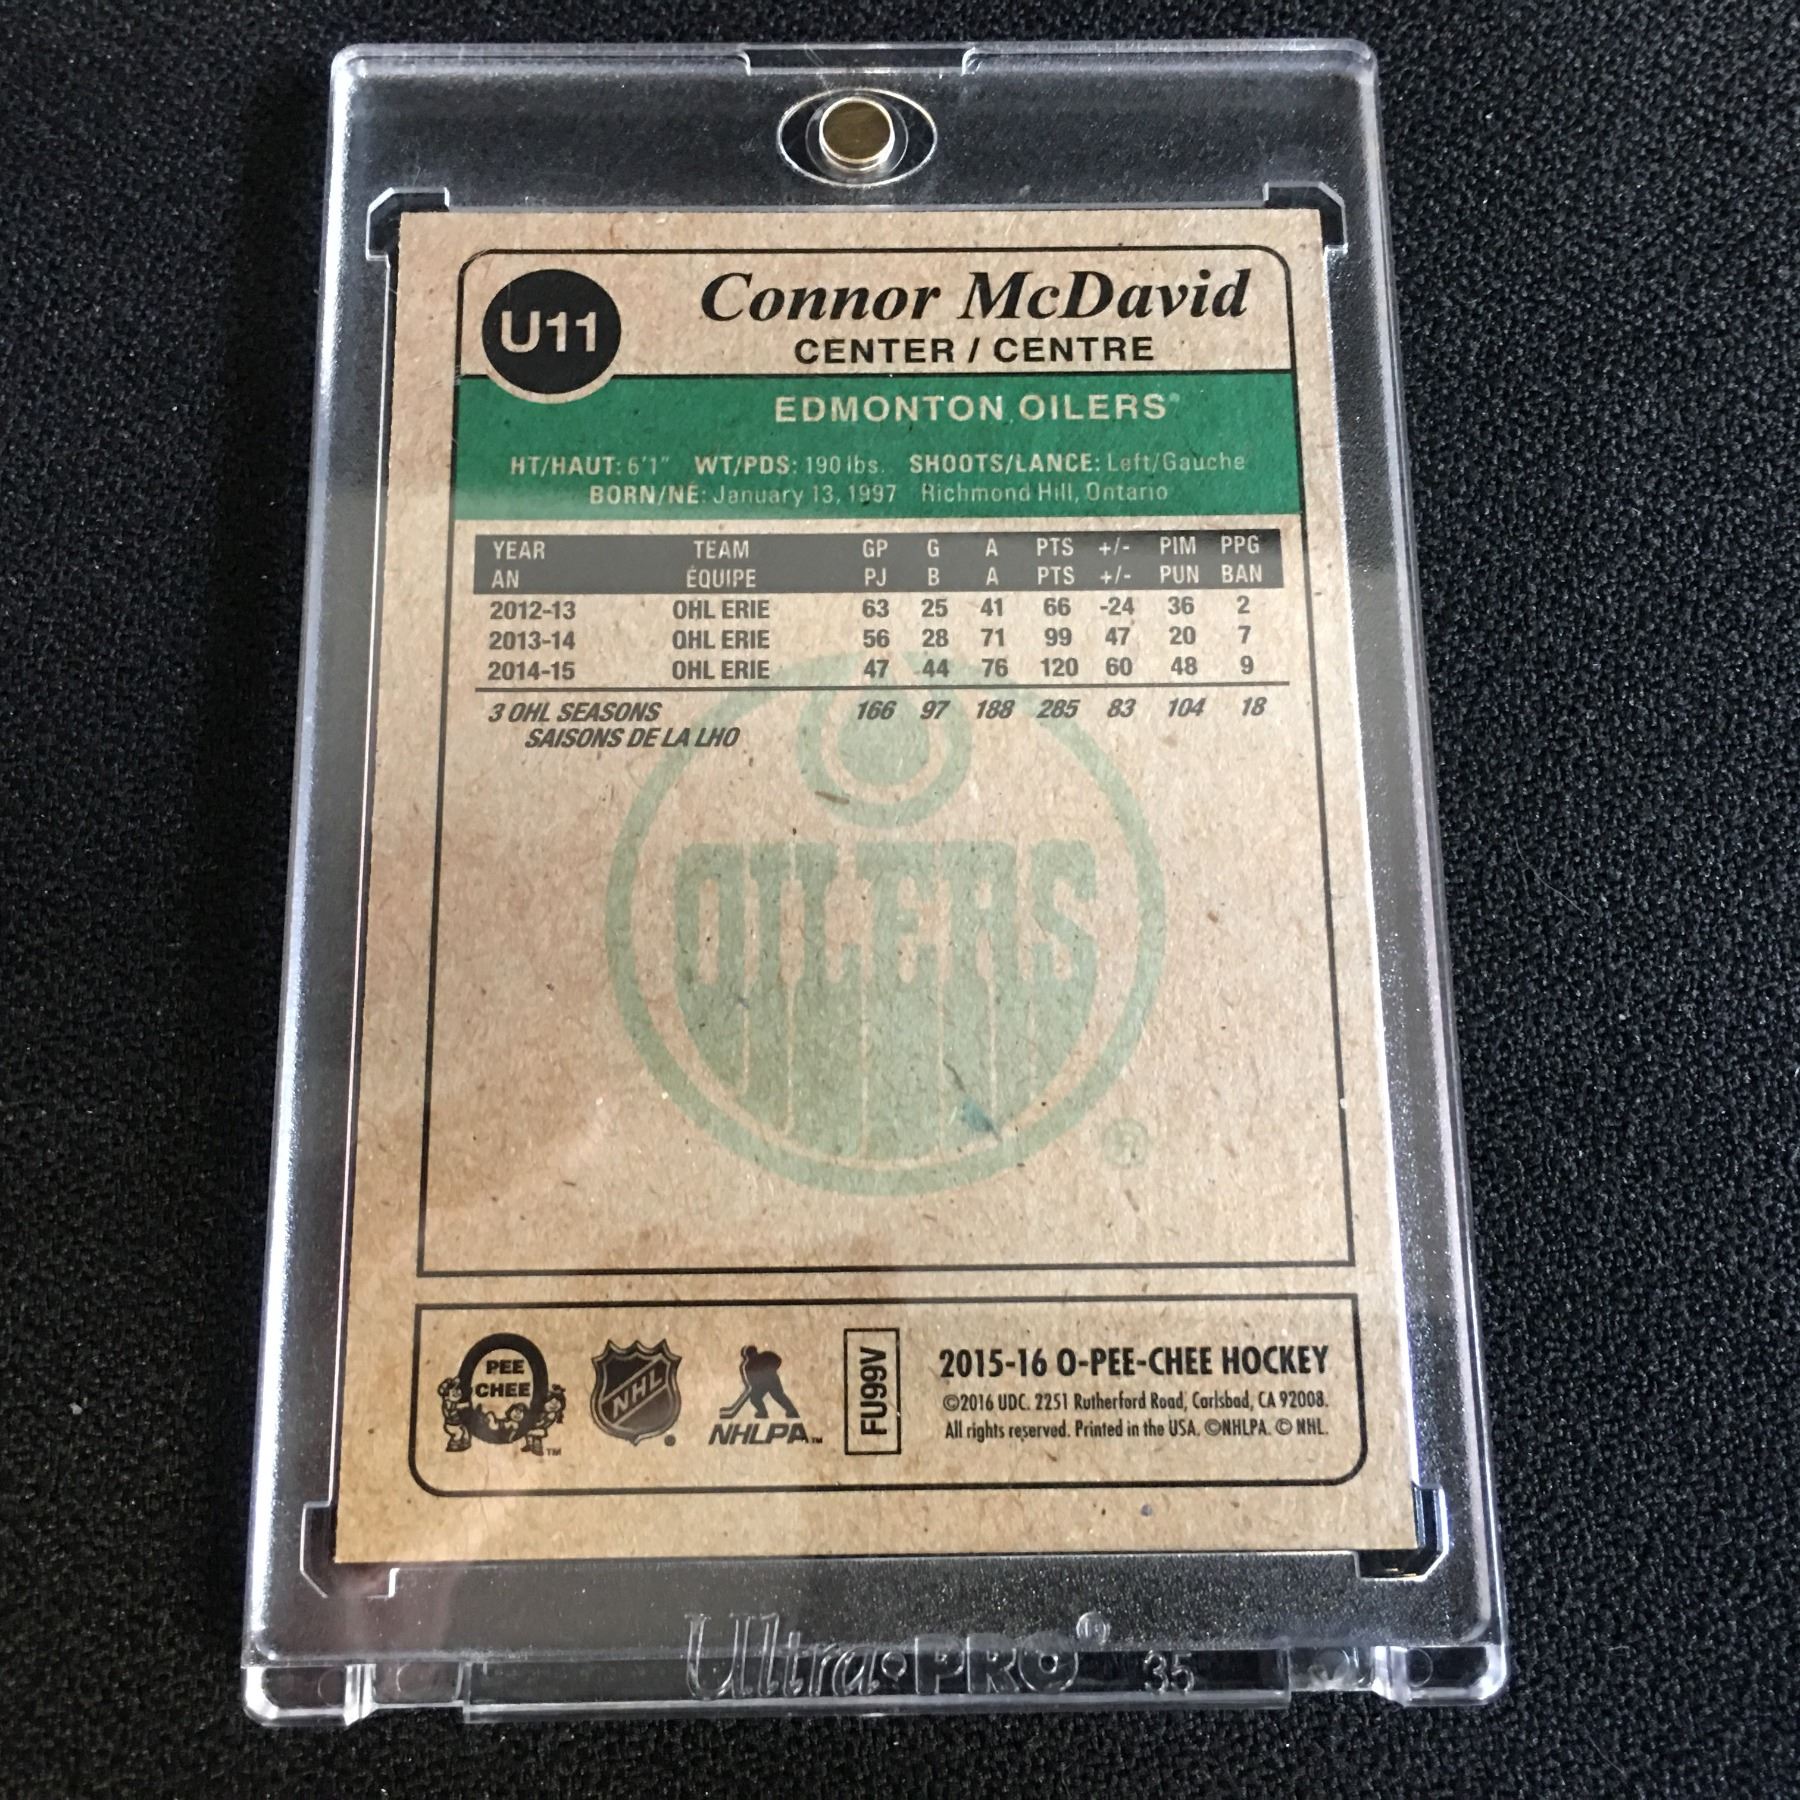 U11
Connor McDavid
CENTER / CENTRE
EDMONTON OILERS®
HT/HAUT: 6'1" WT/PDS: 190 lbs. SHOOTS/LANCE: Left/Gauche
BORN/NÉ: January 13, 1997 Richmond Hill, Ontario
YEAR TEAM GP G A PTS +/- PIM PPG
AN ÉQUIPE PJ B A PTS +/- PUN BAN
2012-13 OHL ERIE 63 25 41 66 -24 36 2
2013-14 OHL ERIE 56 28 71 99 47 20 7
2014-15 OHL ERIE 47 44 76 120 60 48 9
3 OHL SEASONS 166 97 188 285 83 104 18
SAISONS DE LA LHO
OILERS
®
PEE
CHEE
TM
NHL
NHLPA™
FU99V
2015-16 O-PEE-CHEE HOCKEY
©2016 UDC. 2251 Rutherford Road, Carlsbad, CA 92008.
All rights reserved. Printed in the USA. ©NHLPA. © NHL.
Ultra•PRO® 35